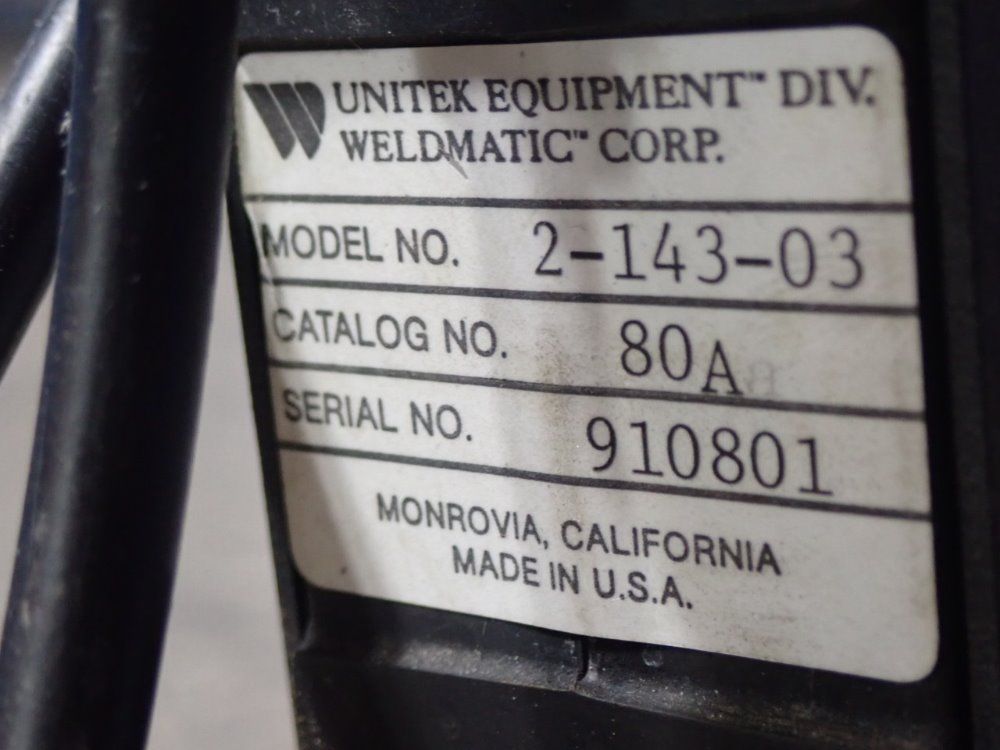 UNITEK EQUIPMENT™ DIV.
WELDMATIC™ CORP.
MODEL NO. 2-143-03
CATALOG NO. 80A
SERIAL NO. 910801
MONROVIA, CALIFORNIA
MADE IN U.S.A.